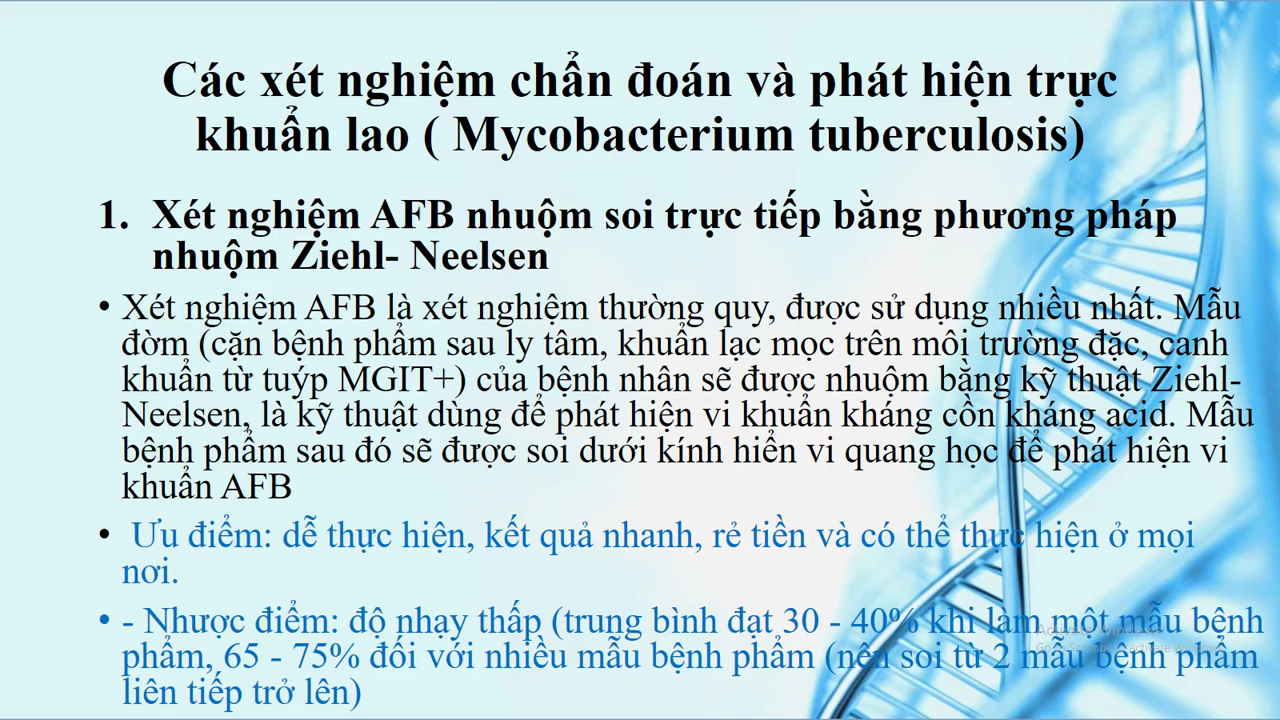 Các xét nghiệm chẩn đoán và phát hiện trực
khuẩn lao ( Mycobacterium tuberculosis)
1. Xét nghiệm AFB nhuộm soi trực tiếp bằng phương pháp
nhuộm Ziehl- Neelsen
• Xét nghiệm AFB là xét nghiệm thường quy, được sử dụng nhiều nhất. Mẫu
đờm (cặn bệnh phẩm sau ly tâm, khuẩn lạc mọc trên môi trường đặc, canh
khuẩn từ tuýp MGIT+) của bệnh nhân sẽ được nhuộm bằng kỹ thuật Ziehl-
Neelsen, là kỹ thuật dùng để phát hiện vi khuẩn kháng cồn kháng acid. Mẫu
bệnh phẩm sau đó sẽ được soi dưới kính hiển vi quang học để phát hiện vi
khuẩn AFB
• Ưu điểm: dễ thực hiện, kết quả nhanh, rẻ tiền và có thể thực hiện ở mọi
nơi.
• - Nhược điểm: độ nhạy thấp (trung bình đạt 30 - 40% khi làm một mẫu bệnh
phẩm, 65 - 75% đối với nhiều mẫu bệnh phẩm (nên soi từ 2 mẫu bệnh phẩm
liên tiếp trở lên)